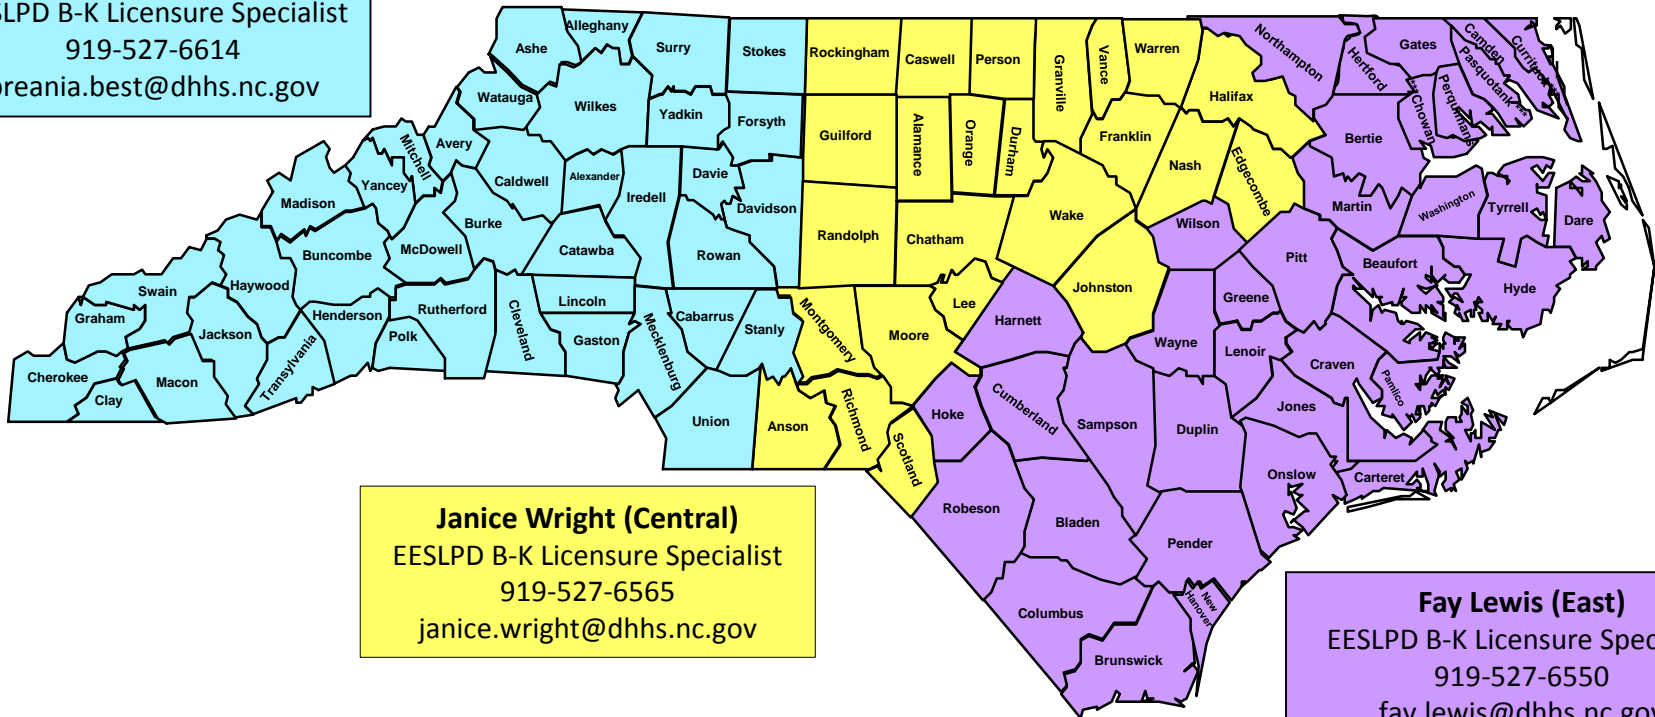 SLPD B-K Licensure Specialist
919-527-6614
breania.best@dhhs.nc.gov
Ashe
Alleghany
Surry
Stokes
Rockingham
Caswell
Person
Granville
Vance
Warren
Northampton
Hertford
Gates
Camden
Pasquotank
Currituck
Watauga
Wilkes
Yadkin
Forsyth
Guilford
Alamance
Orange
Durham
Franklin
Halifax
Bertie
Chowan
Perquimans
Mitchell
Avery
Yancey
Caldwell
Alexander
Iredell
Davie
Davidson
Nash
Edgecombe
Martin
Washington
Tyrrell
Dare
Madison
Buncombe
McDowell
Burke
Catawba
Rowan
Randolph
Chatham
Wake
Wilson
Pitt
Beaufort
Hyde
Swain
Haywood
Graham
Jackson
Henderson
Rutherford
Polk
Cleveland
Lincoln
Gaston
Mecklenburg
Cabarrus
Stanly
Montgomery
Moore
Lee
Harnett
Johnston
Greene
Wayne
Lenoir
Craven
Pamlico
Cherokee
Clay
Macon
Transylvania
Union
Anson
Richmond
Scotland
Hoke
Cumberland
Sampson
Duplin
Jones
Onslow
Carteret
Robeson
Bladen
Pender
Columbus
New
Hanover
Brunswick
Janice Wright (Central)
EESLPD B-K Licensure Specialist
919-527-6565
janice.wright@dhhs.nc.gov
Fay Lewis (East)
EESLPD B-K Licensure Spec
919-527-6550
fay.lewis@dhhs.nc.gov